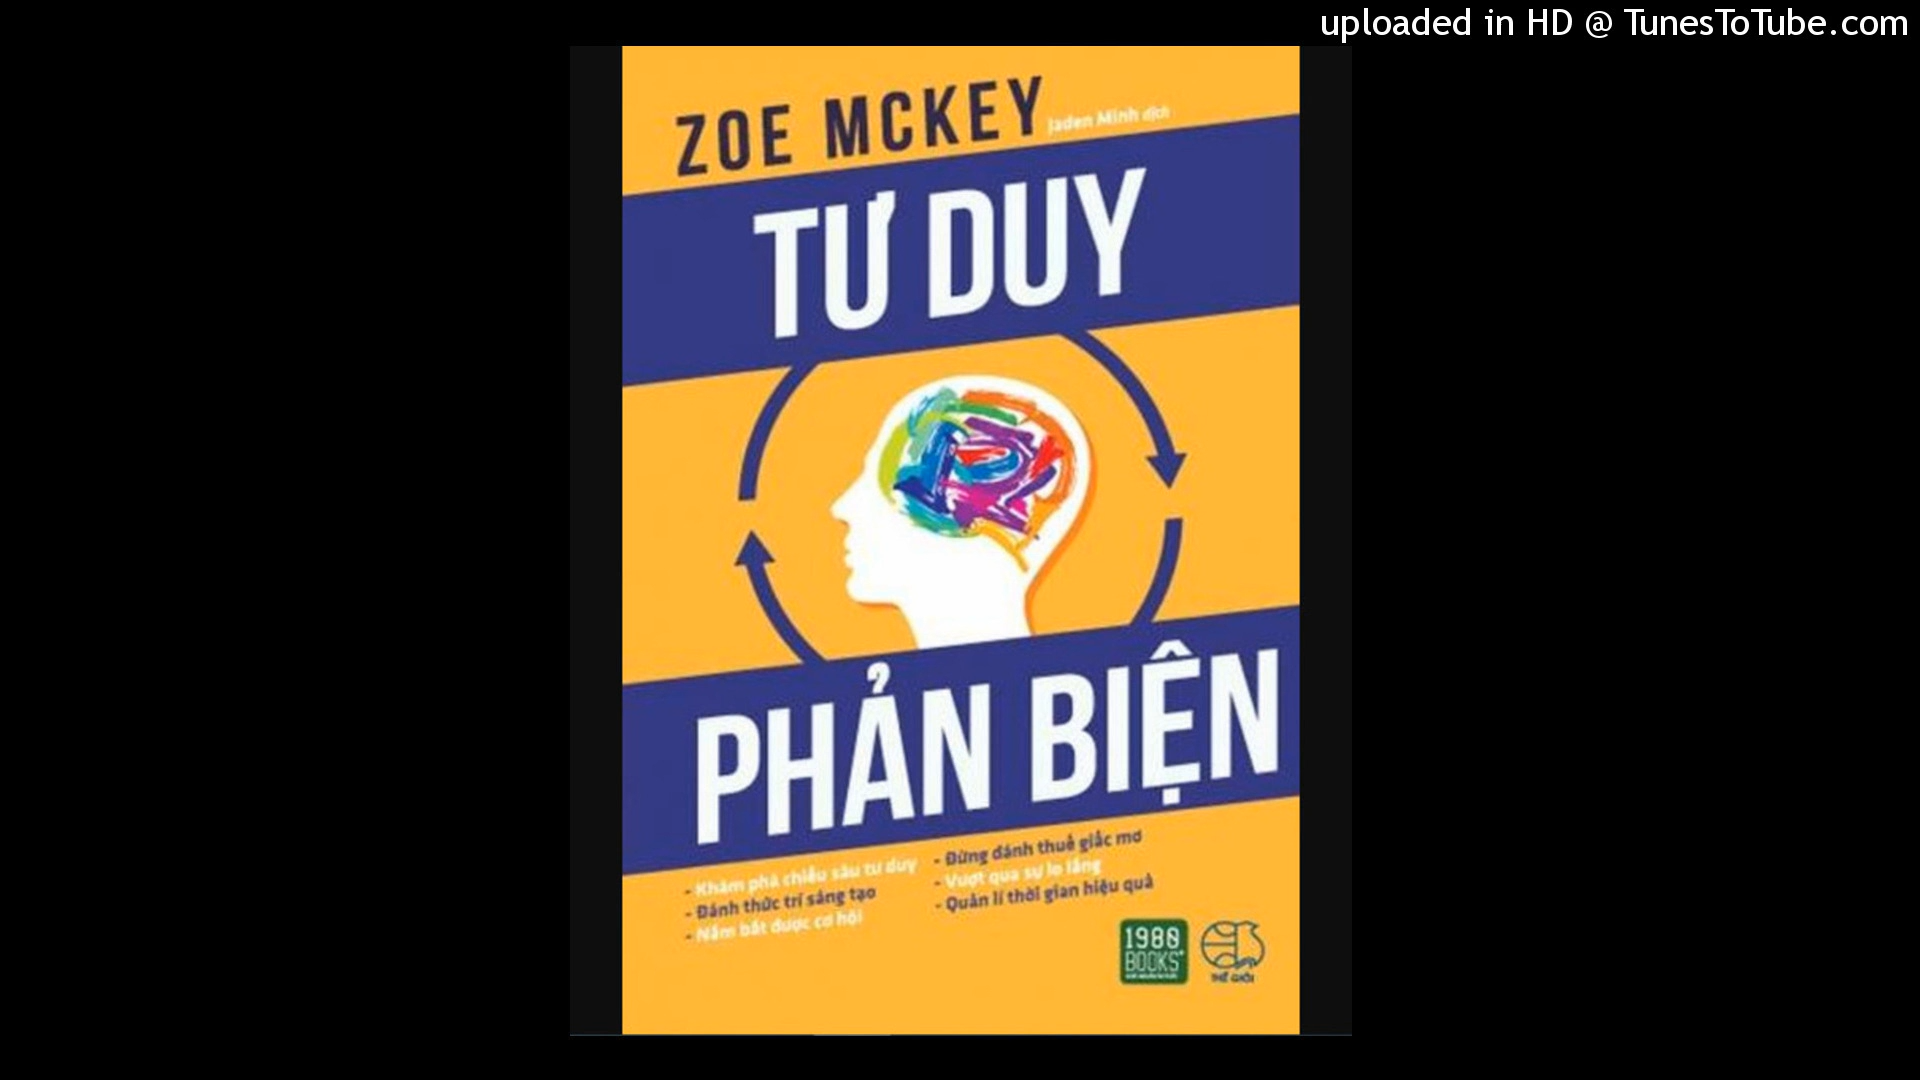 uploaded in HD @ TunesToTube.com
ZOE MCKEY
Jaden Minh dịch
TƯ DUY
PHẢN BIỆN
- Khám phá chiều sâu tư duy
- Đánh thức trí sáng tạo
- Nắm bắt được cơ hội
- Đừng đánh thuế giấc mơ
- Vượt qua sự lo lắng
- Quản lí thời gian hiệu quả
1980
BOOKS
THẾ GIỚI